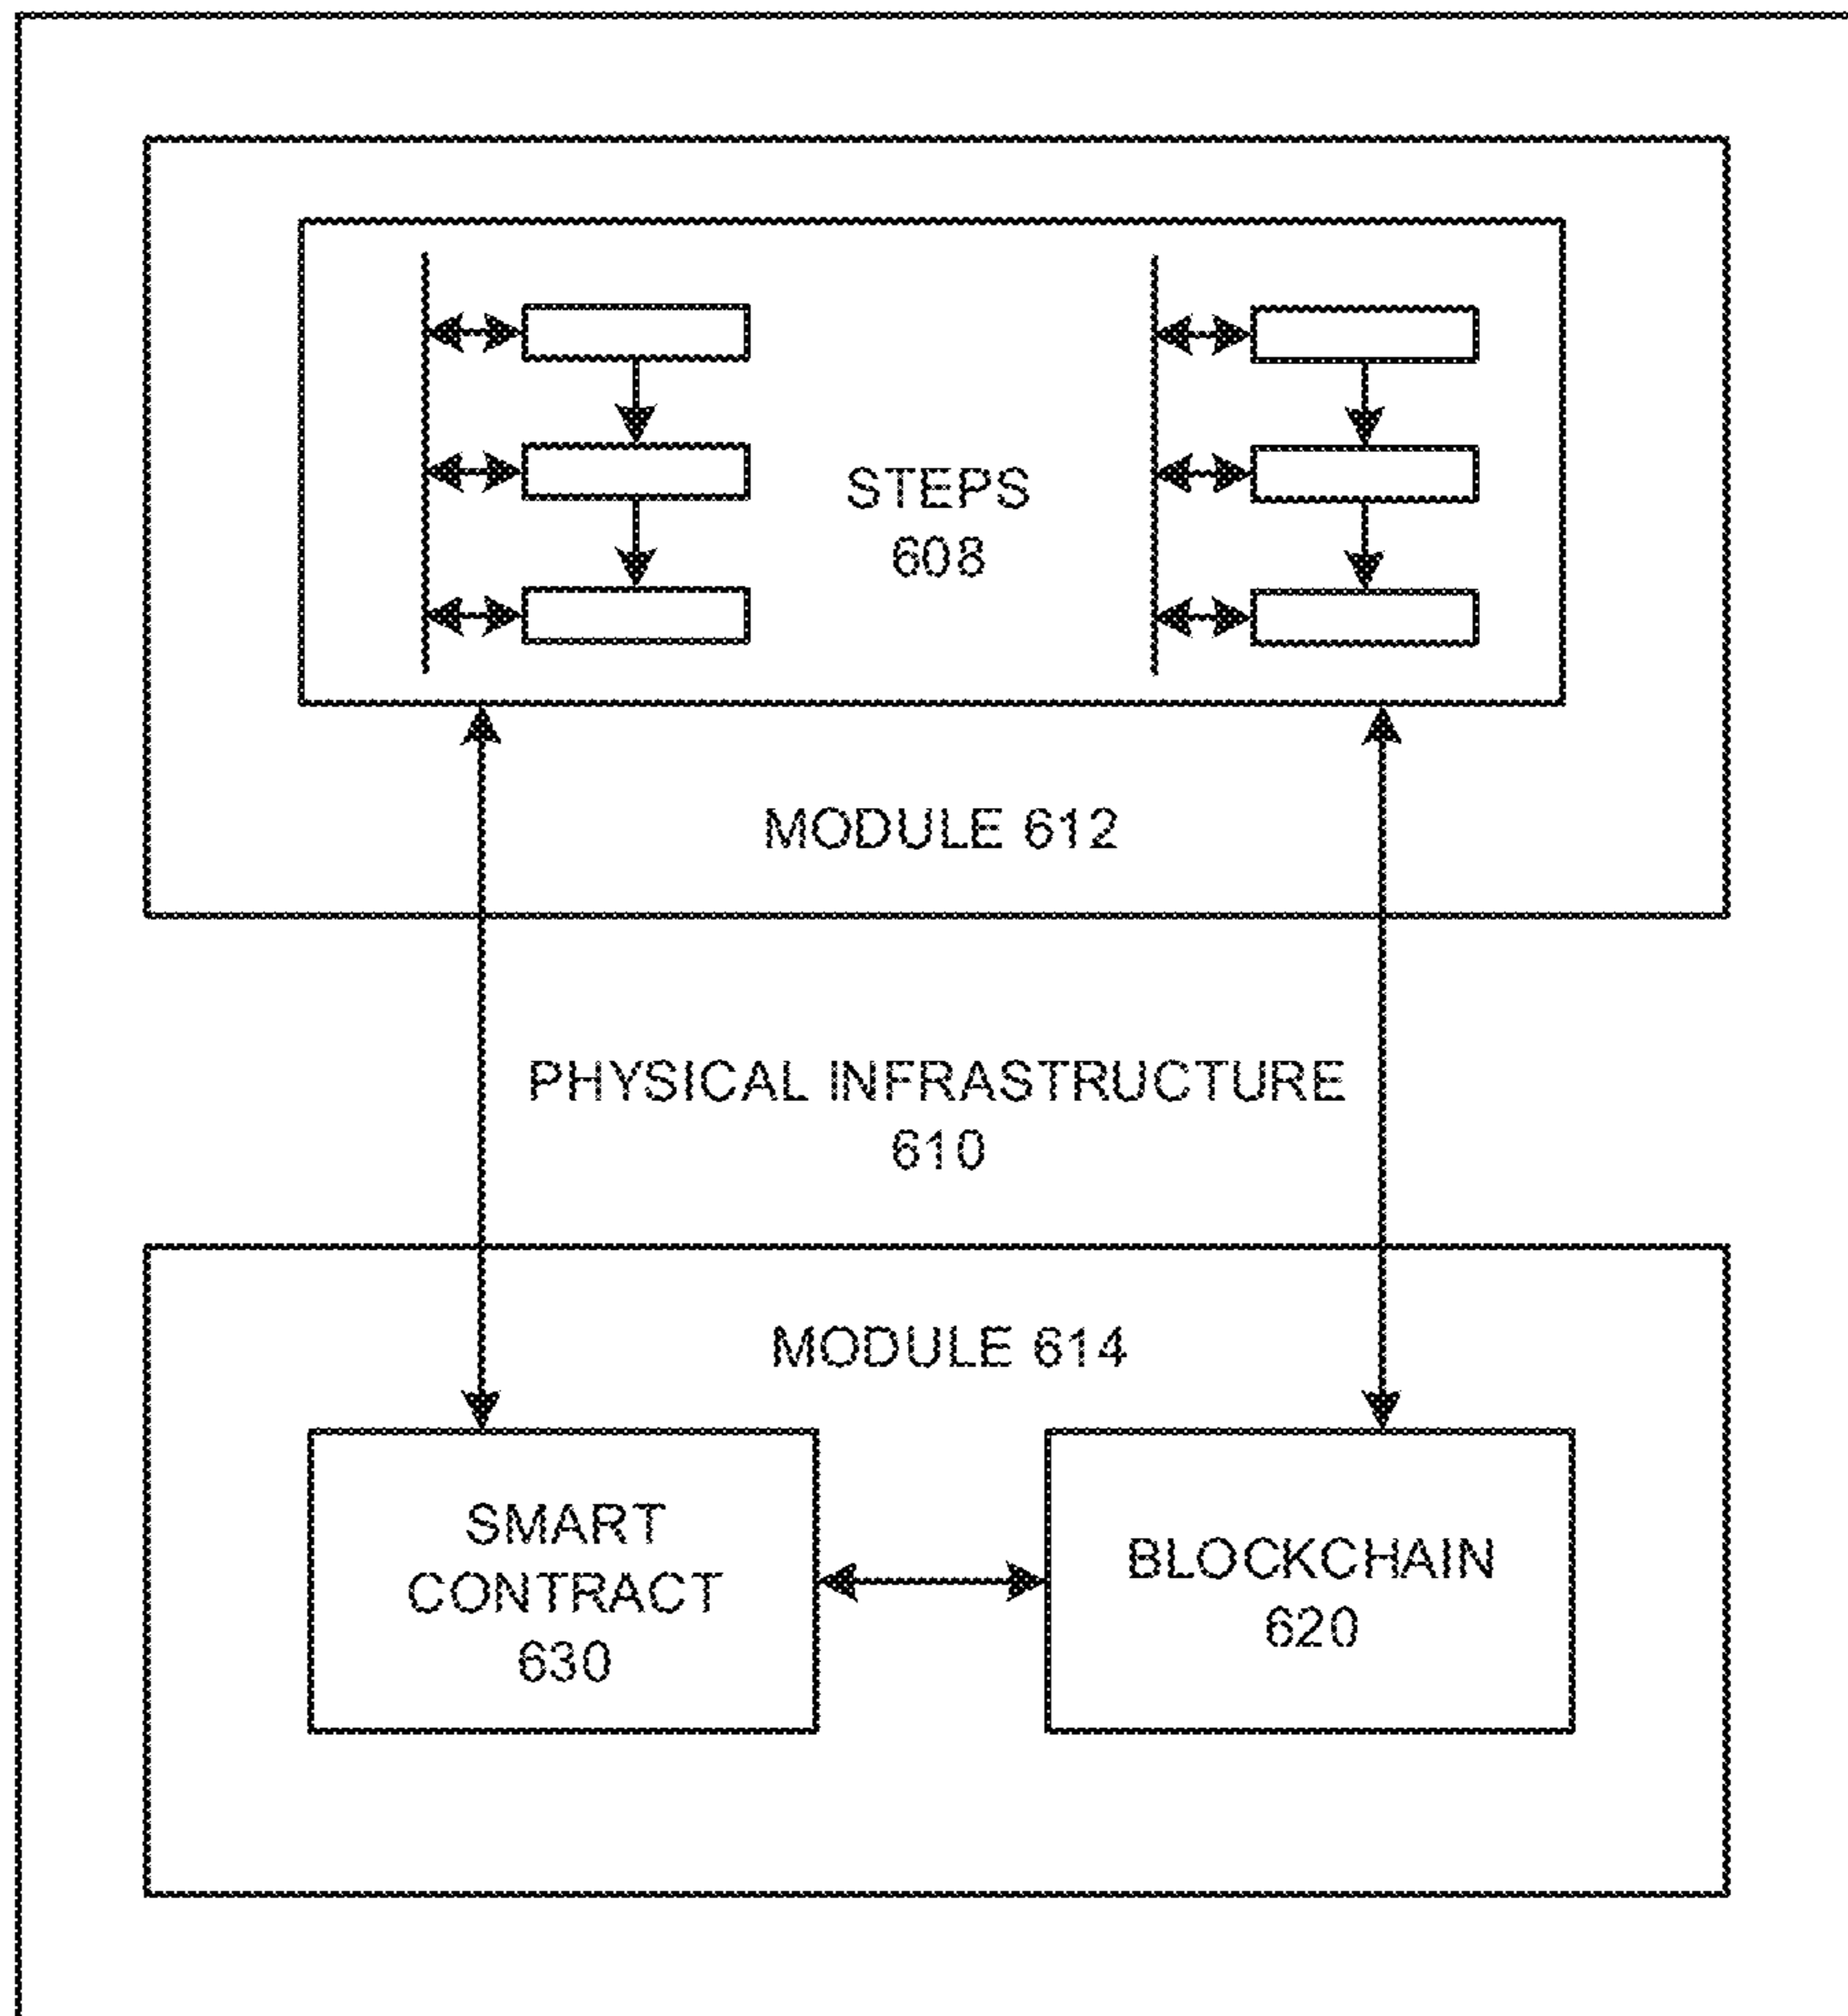 STEPS
608
MODULE 612
PHYSICAL INFRASTRUCTURE
610
MODULE 614
SMART
CONTRACT
630
BLOCKCHAIN
620